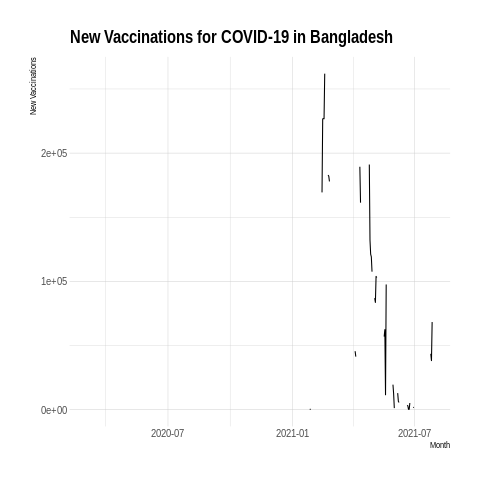 New Vaccinations for COVID-19 in Bangladesh
New Vaccinations
2e+05
1e+05
0e+00
2020-07
2021-01
2021-07
Month